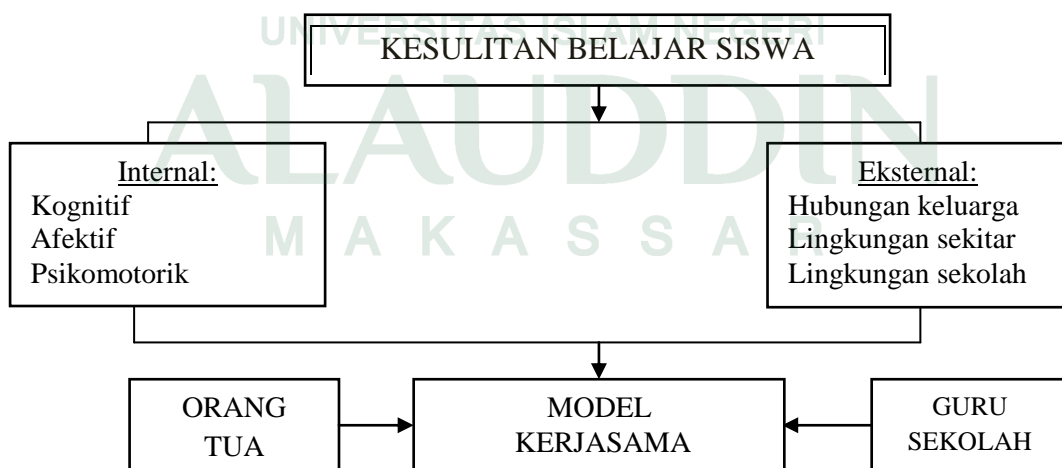 UNIVERSITAS ISLAM NEGERI
KESULITAN BELAJAR SISWA
ALAUDDIN
MAKASSAR
Internal:
Kognitif
Afektif
Psikomotorik
Eksternal:
Hubungan keluarga
Lingkungan sekitar
Lingkungan sekolah
ORANG
TUA
MODEL
KERJASAMA
GURU
SEKOLAH